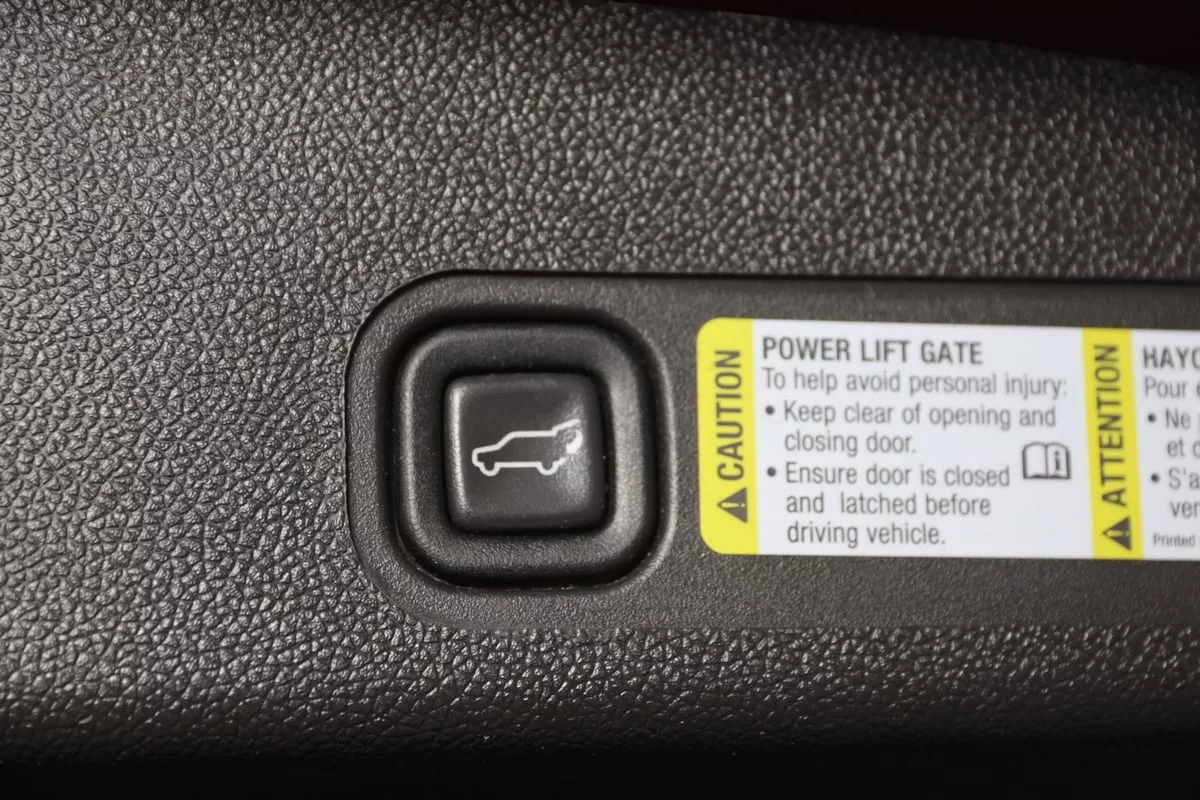 CAUTION
POWER LIFT GATE
To help avoid personal injury:
• Keep clear of opening and
closing door.
• Ensure door is closed
and latched before
driving vehicle.
ATTENTION
Pour
• Ne
et
Printed